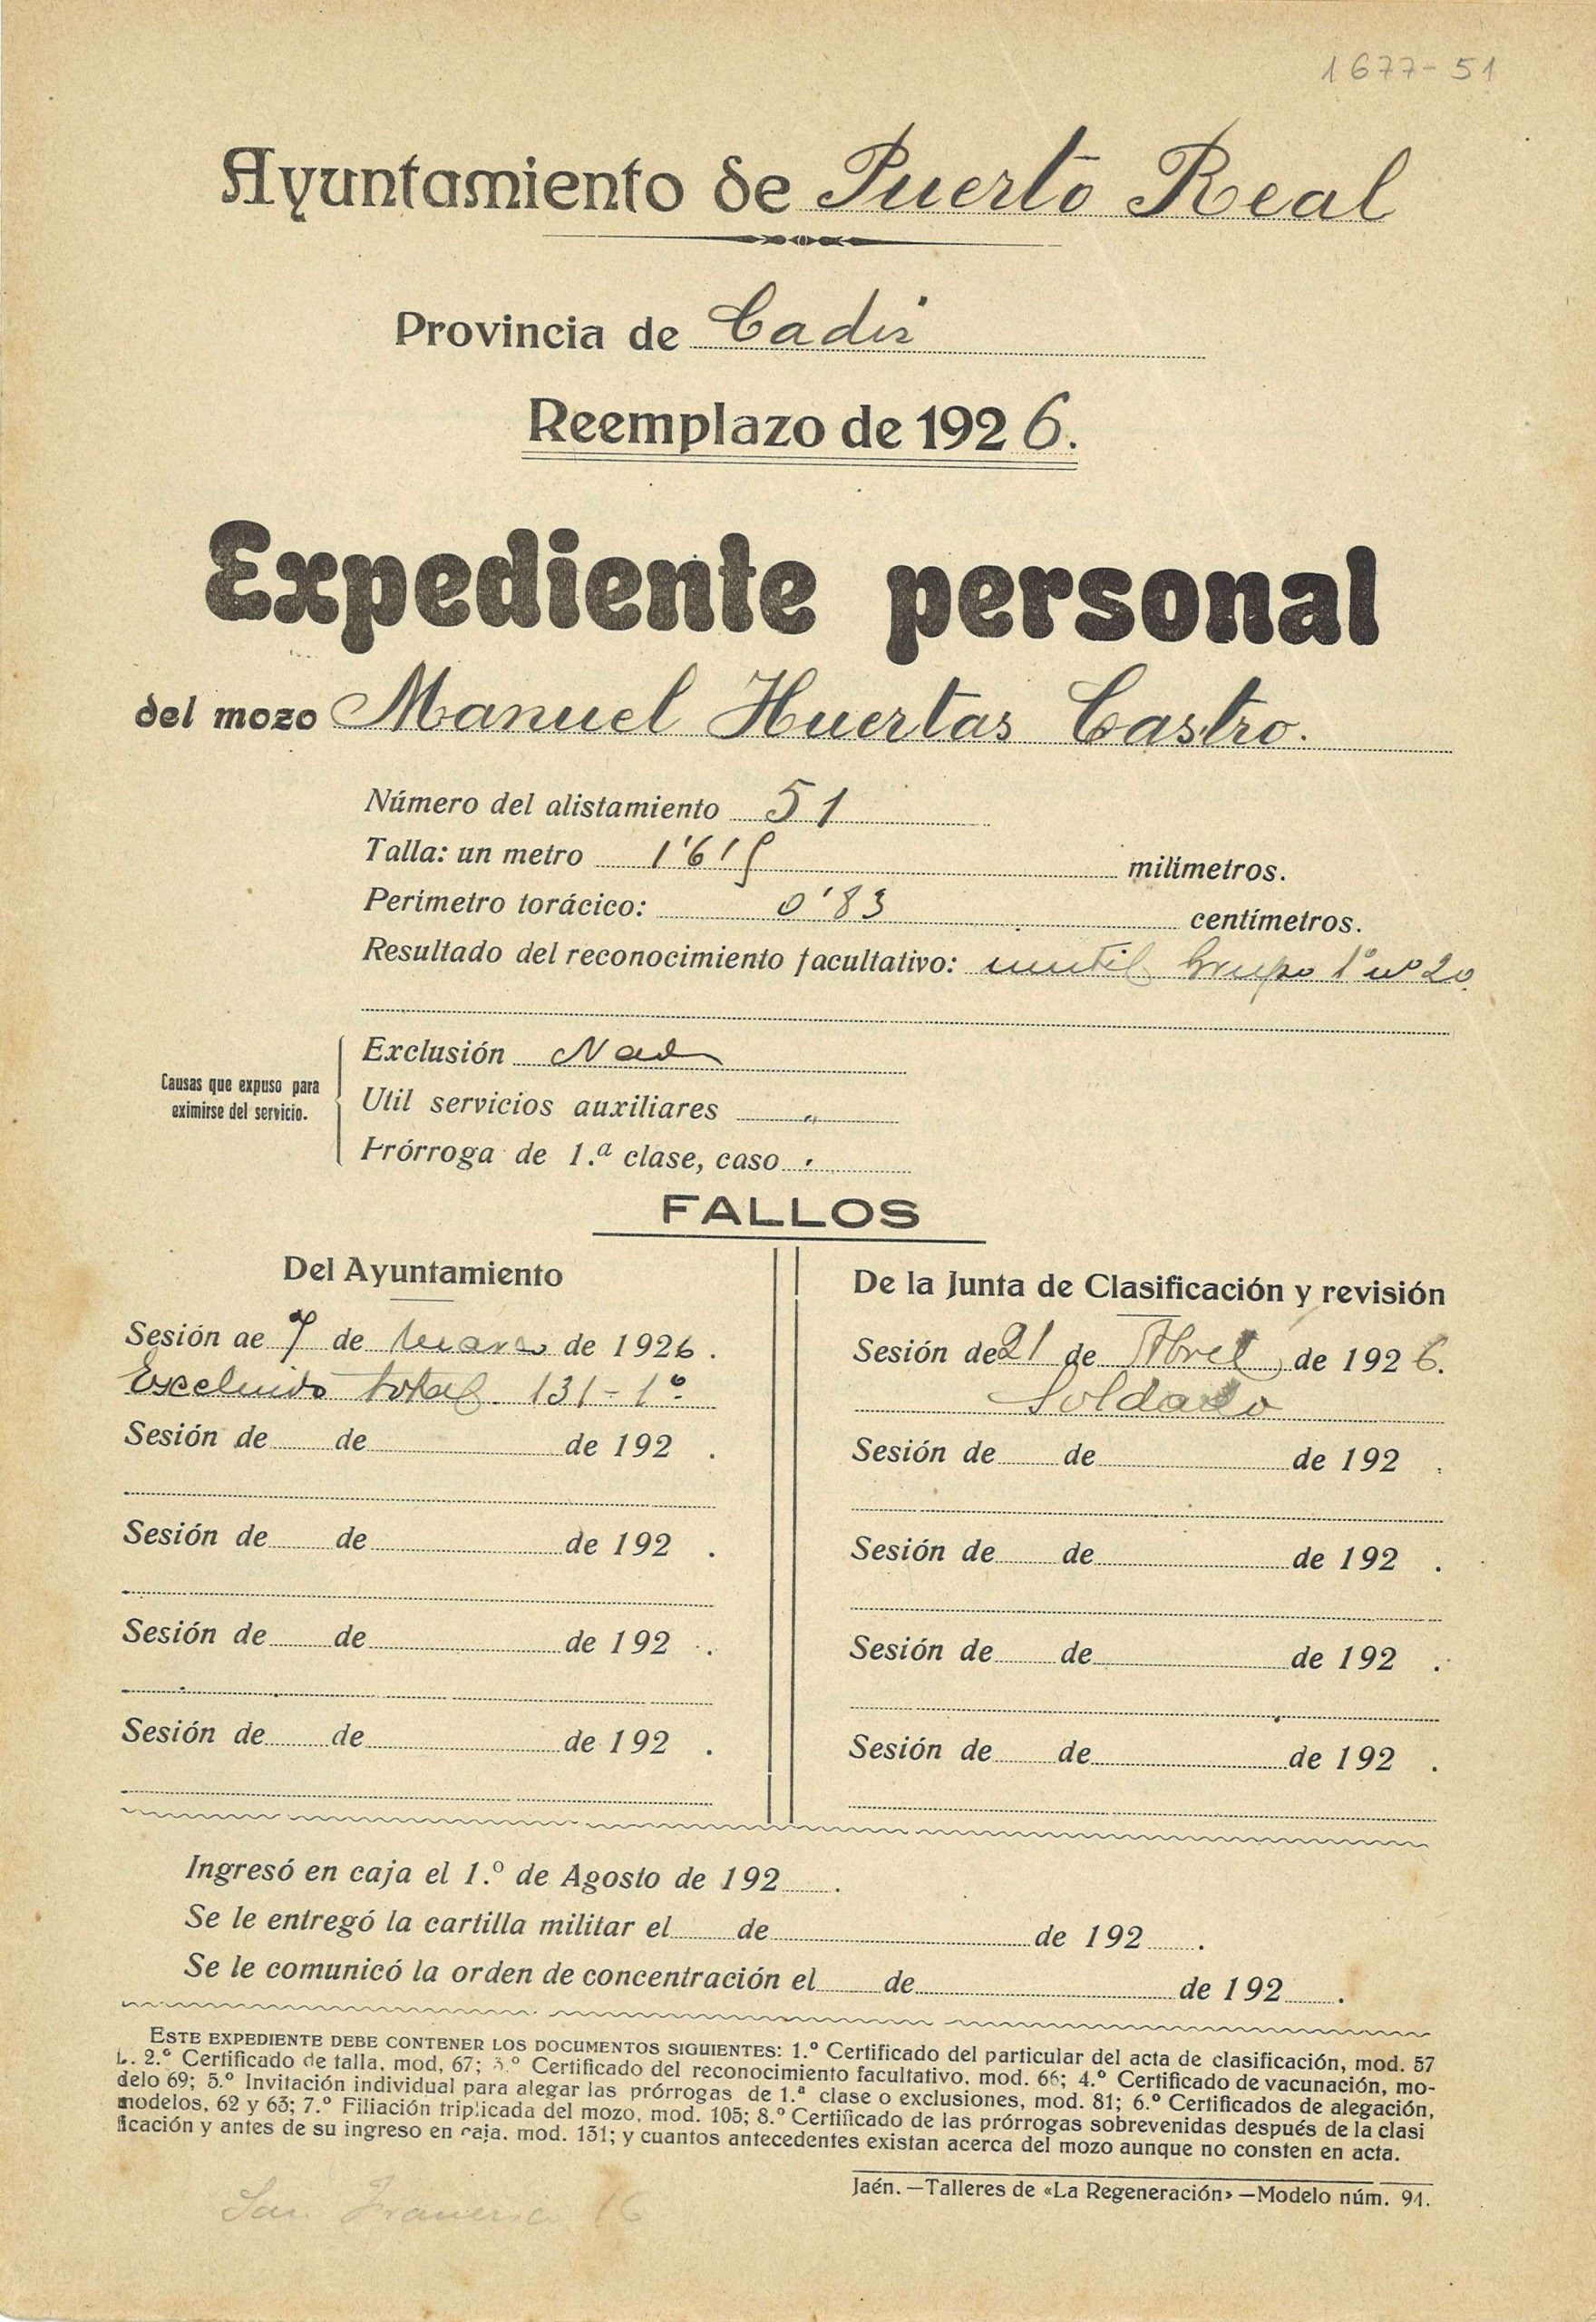 1677-51
Ayuntamiento de Puerto Real
Provincia de Cadiz
Reemplazo de 1926.
Expediente personal
del mozo Manuel Huertas Castro.
Número del alistamiento 51
Talla: un metro 1'615 milímetros.
Perímetro torácico: 0'83 centímetros.
Resultado del reconocimiento facultativo: inutil Grupo 1º nº 20.
Causas que expuso para
eximirse del servicio.
Exclusión Nada
Util servicios auxiliares "
Prórroga de 1.ª clase, caso "
FALLOS
Del Ayuntamiento
Sesión de 7 de Marzo de 1926.
Excluido total 131-1º
Sesión de de de 192 .
Sesión de de de 192 .
Sesión de de de 192 .
Sesión de de de 192 .
De la Junta de Clasificación y revisión
Sesión de 21 de Abril de 1926.
Soldado
Sesión de de de 192 .
Sesión de de de 192 .
Sesión de de de 192 .
Sesión de de de 192 .
Ingresó en caja el 1.º de Agosto de 192 .
Se le entregó la cartilla militar el de de 192 .
Se le comunicó la orden de concentración el de de 192 .
ESTE EXPEDIENTE DEBE CONTENER LOS DOCUMENTOS SIGUIENTES: 1.º Certificado del particular del acta de clasificación, mod. 57
L. 2.º Certificado de talla, mod, 67; 3.º Certificado del reconocimiento facultativo. mod. 66; 4.º Certificado de vacunación, mo-
delo 69; 5.º Invitación individual para alegar las prórrogas de 1.ª clase o exclusiones, mod. 81; 6.º Certificados de alegación,
modelos, 62 y 63; 7.º Filiación triplicada del mozo, mod. 105; 8.º Certificado de las prórrogas sobrevenidas después de la clasi
ficación y antes de su ingreso en caja. mod. 131; y cuantos antecedentes existan acerca del mozo aunque no consten en acta.
Jaén.—Talleres de «La Regeneración»—Modelo núm. 91.
San Francisco 16